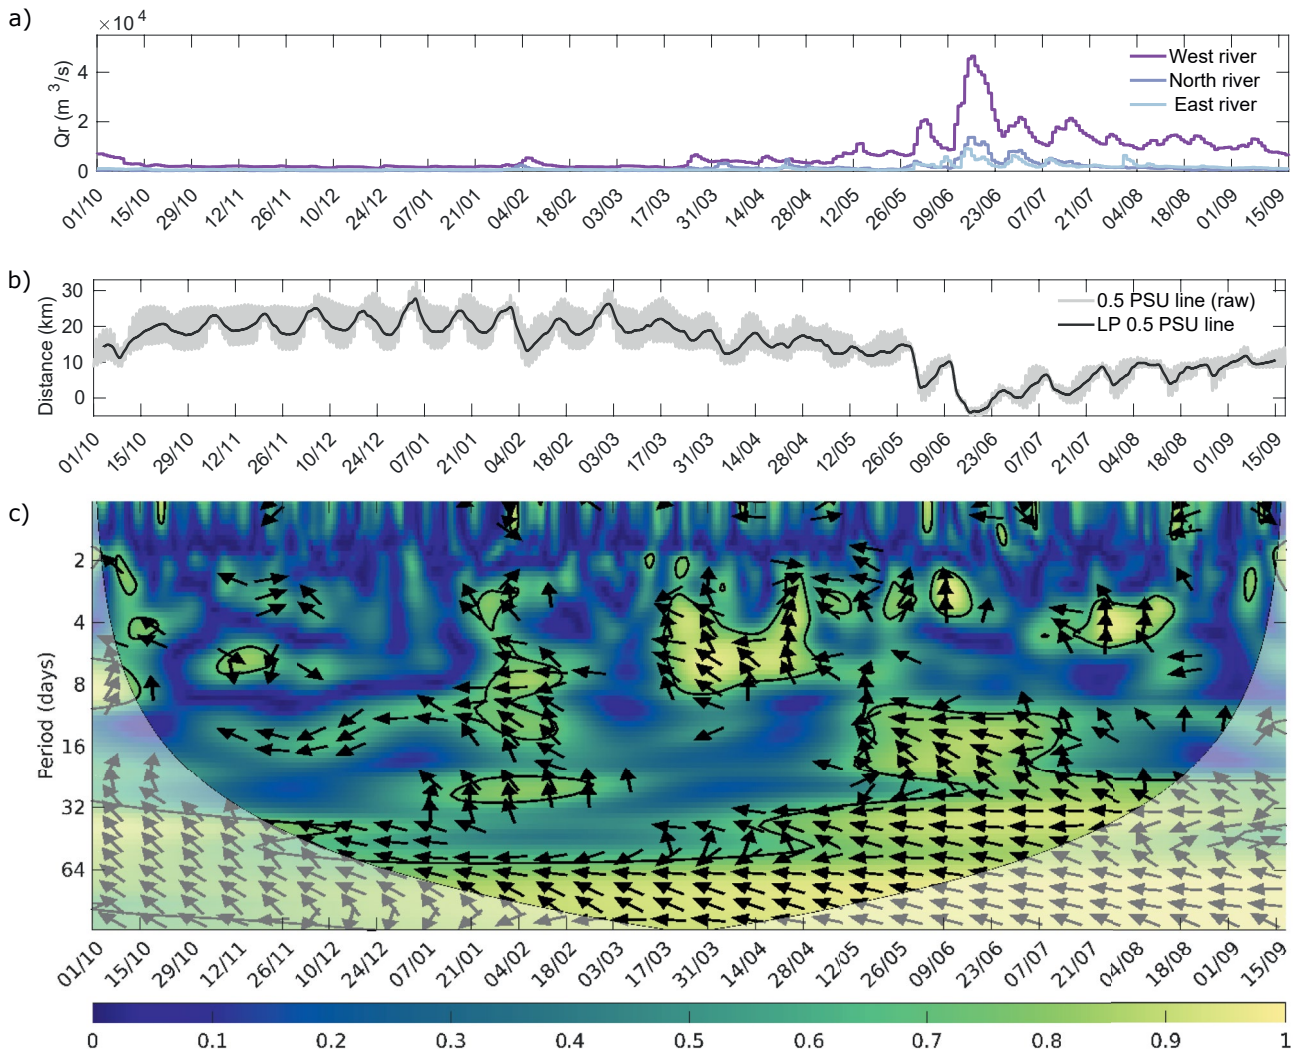 a)
×10⁴
Qr (m³/s)
4
2
0
West river
North river
East river
01/10 15/10 29/10 12/11 26/11 10/12 24/12 07/01 21/01 04/02 18/02 03/03 17/03 31/03 14/04 28/04 12/05 26/05 09/06 23/06 07/07 21/07 04/08 18/08 01/09 15/09
b)
Distance (km)
30
20
10
0
0.5 PSU line (raw)
LP 0.5 PSU line
01/10 15/10 29/10 12/11 26/11 10/12 24/12 07/01 21/01 04/02 18/02 03/03 17/03 31/03 14/04 28/04 12/05 26/05 09/06 23/06 07/07 21/07 04/08 18/08 01/09 15/09
c)
Period (days)
2
4
8
16
32
64
01/10 15/10 29/10 12/11 26/11 10/12 24/12 07/01 21/01 04/02 18/02 03/03 17/03 31/03 14/04 28/04 12/05 26/05 09/06 23/06 07/07 21/07 04/08 18/08 01/09 15/09
0 0.1 0.2 0.3 0.4 0.5 0.6 0.7 0.8 0.9 1